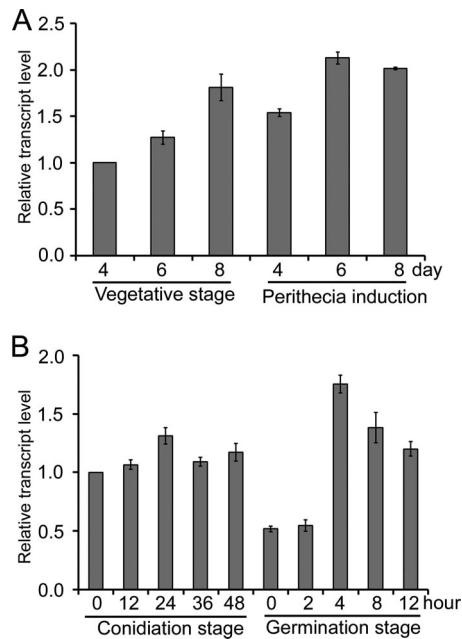 A
Relative transcript level
2.5
2.0
1.5
1.0
0.5
0.0
4 6 8 4 6 8 day
Vegetative stage Perithecia induction
B
Relative transcript level
2.0
1.5
1.0
0.5
0.0
0 12 24 36 48 0 2 4 8 12 hour
Conidiation stage Germination stage